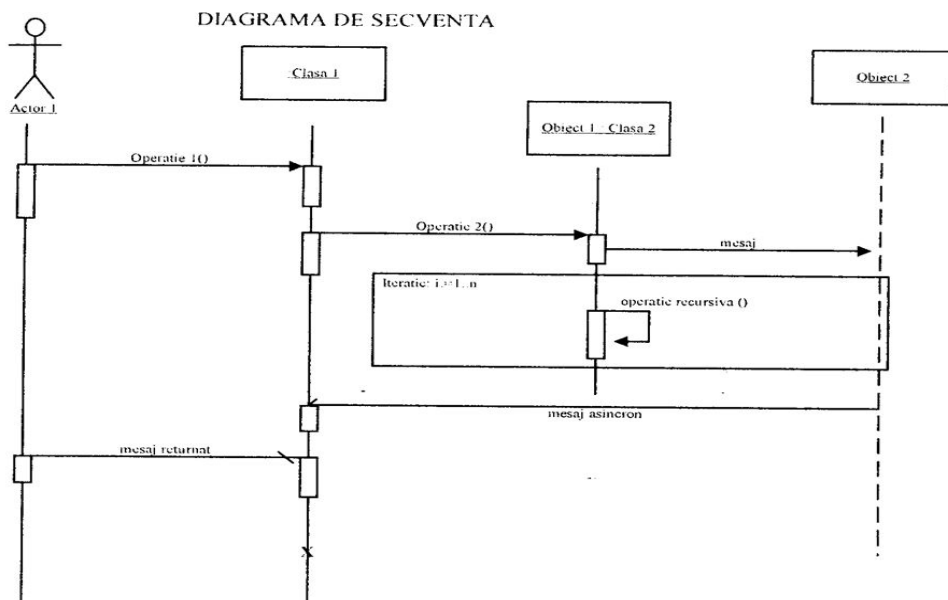 DIAGRAMA DE SECVENTA
Actor 1
Clasa 1
Obiect 1 : Clasa 2
Obiect 2
Operatie 1()
Operatie 2()
mesaj
Iteratie: i:=1..n
operatie recursiva ()
mesaj asincron
mesaj returnat
X